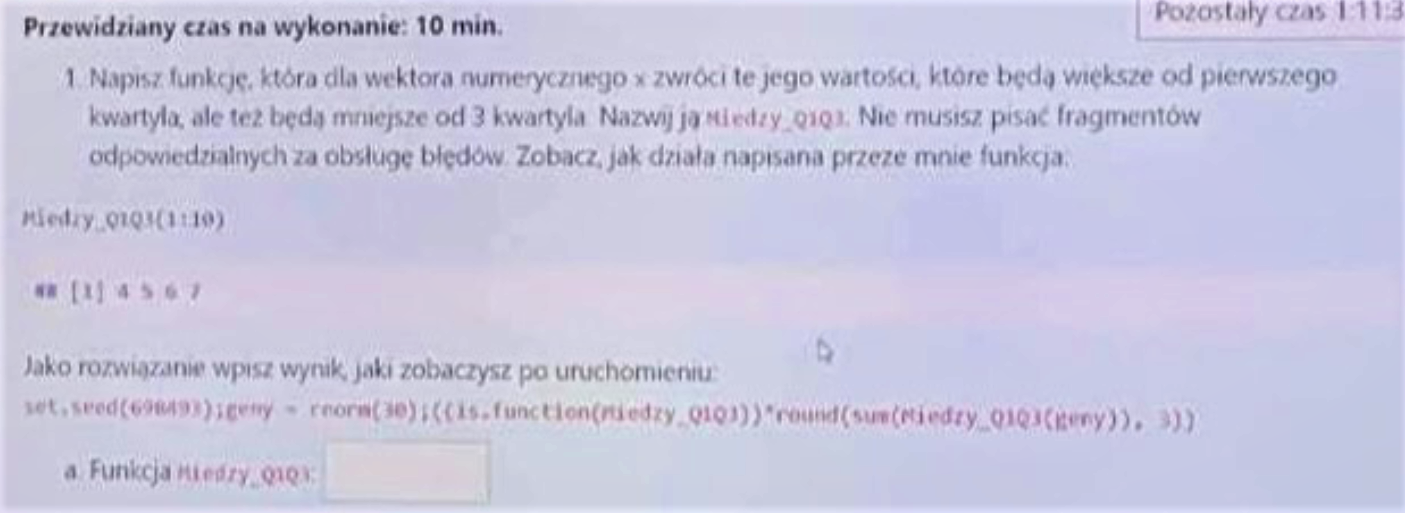 Przewidziany czas na wykonanie: 10 min.
Pozostały czas 1:11:3
1. Napisz funkcję, która dla wektora numerycznego x zwróci te jego wartości, które będą większe od pierwszego
kwartyla, ale też będą mniejsze od 3 kwartyla. Nazwij ją Miedzy_Q1Q3. Nie musisz pisać fragmentów
odpowiedzialnych za obsługę błędów. Zobacz, jak działa napisana przeze mnie funkcja:
Miedzy_Q1Q3(1:10)
## [1] 4 5 6 7
Jako rozwiązanie wpisz wynik, jaki zobaczysz po uruchomieniu:
geny = rnorm(30);((is.function(Miedzy_Q1Q3))*round(sum(Miedzy_Q1Q3(geny)), 3))
a. Funkcja Miedzy_Q1Q3: